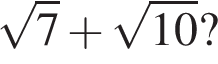 √7 + √10?